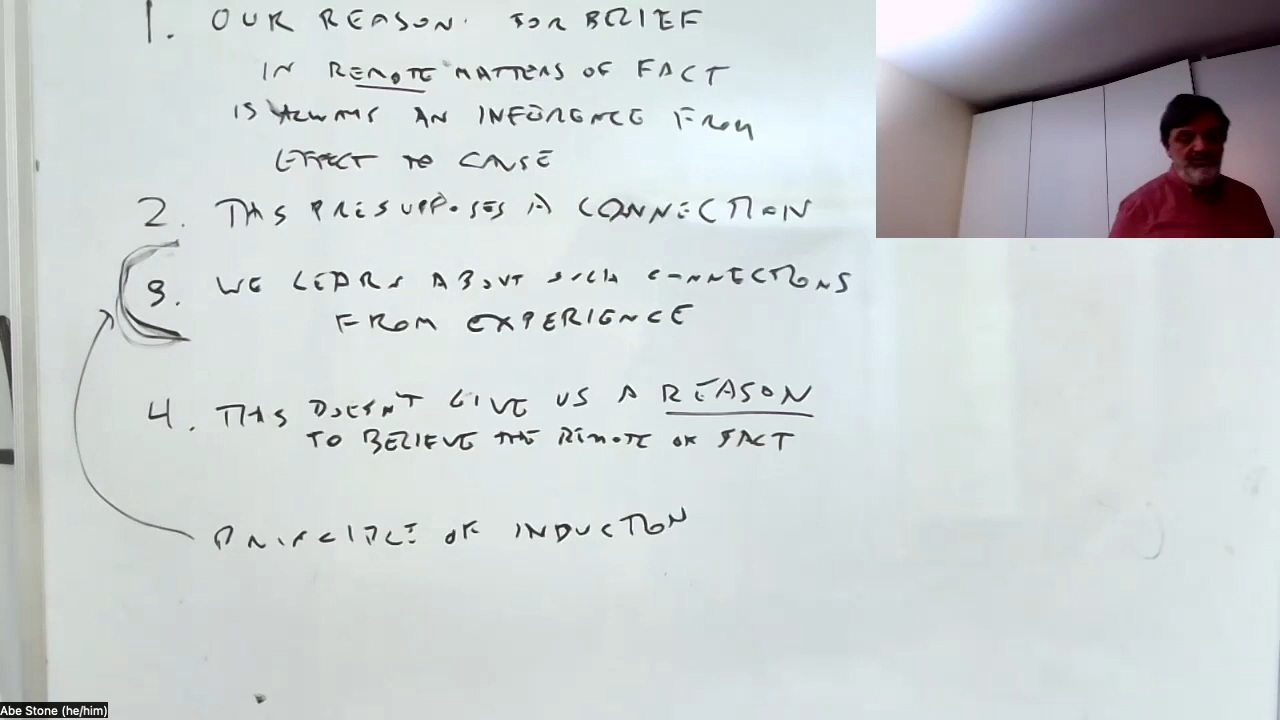 1. OUR REASON FOR BELIEF
IN REMOTE MATTERS OF FACT
IS ALWAYS AN INFERENCE FROM
EFFECT TO CAUSE
2. THIS PRESUPPOSES A CONNECTION
3. WE LEARN ABOUT SUCH CONNECTIONS
FROM EXPERIENCE
4. THIS DOESN'T GIVE US A REASON
TO BELIEVE THE REMOTE OF FACT
PRINCIPLE OF INDUCTION
Abe Stone (he/him)